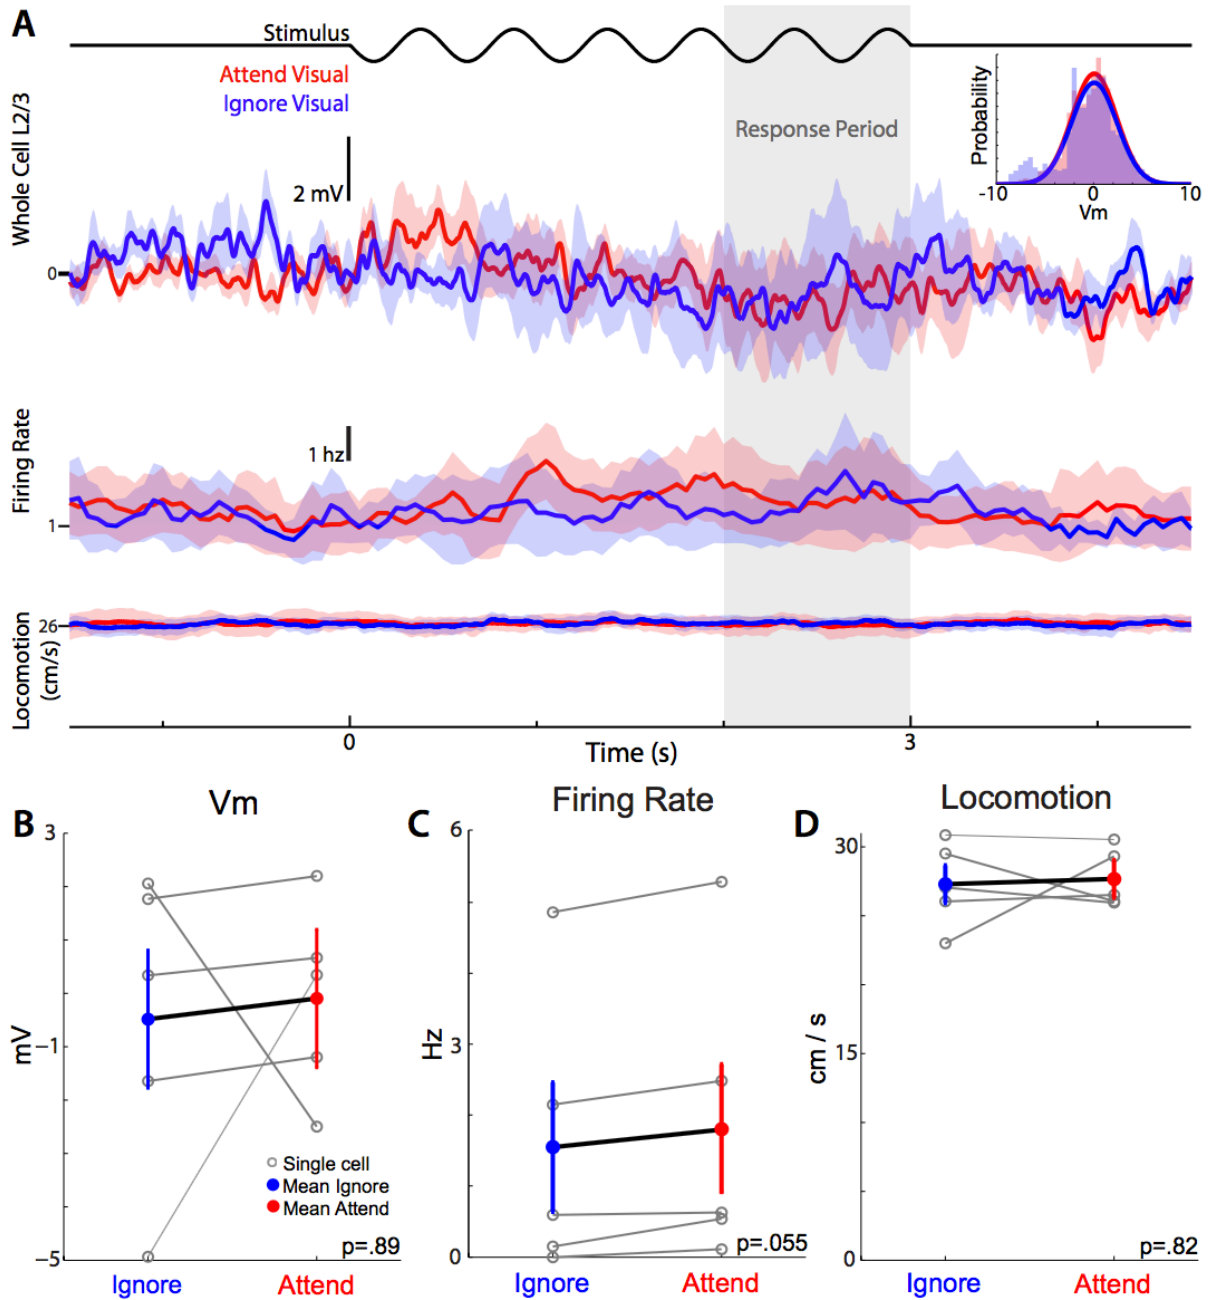 A
Stimulus
Attend Visual
Ignore Visual
Response Period
Whole Cell L2/3
2 mV
0
Probability
-10
0
10
Vm
Firing Rate
1 hz
1
Locomotion
(cm/s)
26
0
3
Time (s)
B
Vm
3
−1
−5
mV
Single cell
Mean Ignore
Mean Attend
p=.89
Ignore
Attend
C
Firing Rate
6
3
0
Hz
p=.055
Ignore
Attend
D
Locomotion
30
15
0
cm / s
p=.82
Ignore
Attend